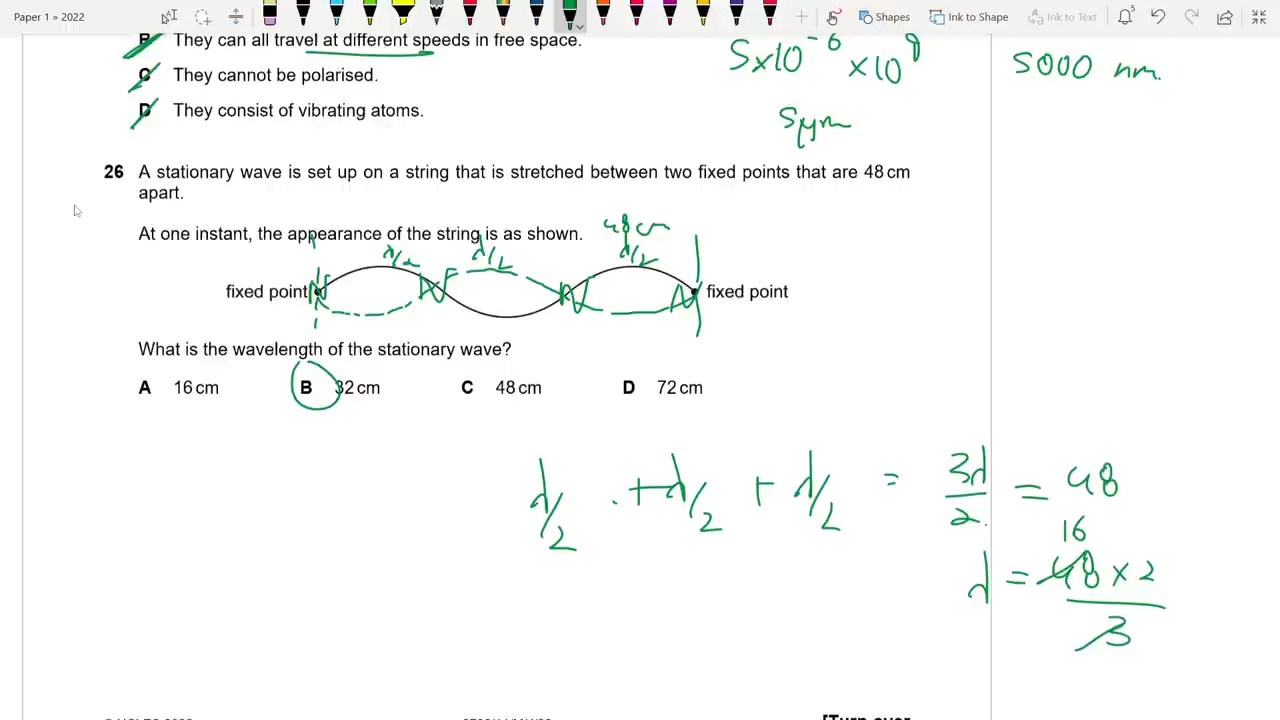 Paper 1 » 2022
Shapes
Ink to Shape
Ink to Text
B They can all travel at different speeds in free space.
C They cannot be polarised.
D They consist of vibrating atoms.
5×10⁻⁶ ×10⁹
5000 nm
5μm
26 A stationary wave is set up on a string that is stretched between two fixed points that are 48 cm
apart.
48 cm
At one instant, the appearance of the string is as shown.
λ/2 λ/2 λ/2
fixed point N N N N fixed point
What is the wavelength of the stationary wave?
A 16 cm B 32 cm C 48 cm D 72 cm
λ/2 + λ/2 + λ/2 = 3λ/2 = 48
16
λ = 48 × 2
3
[Turn over